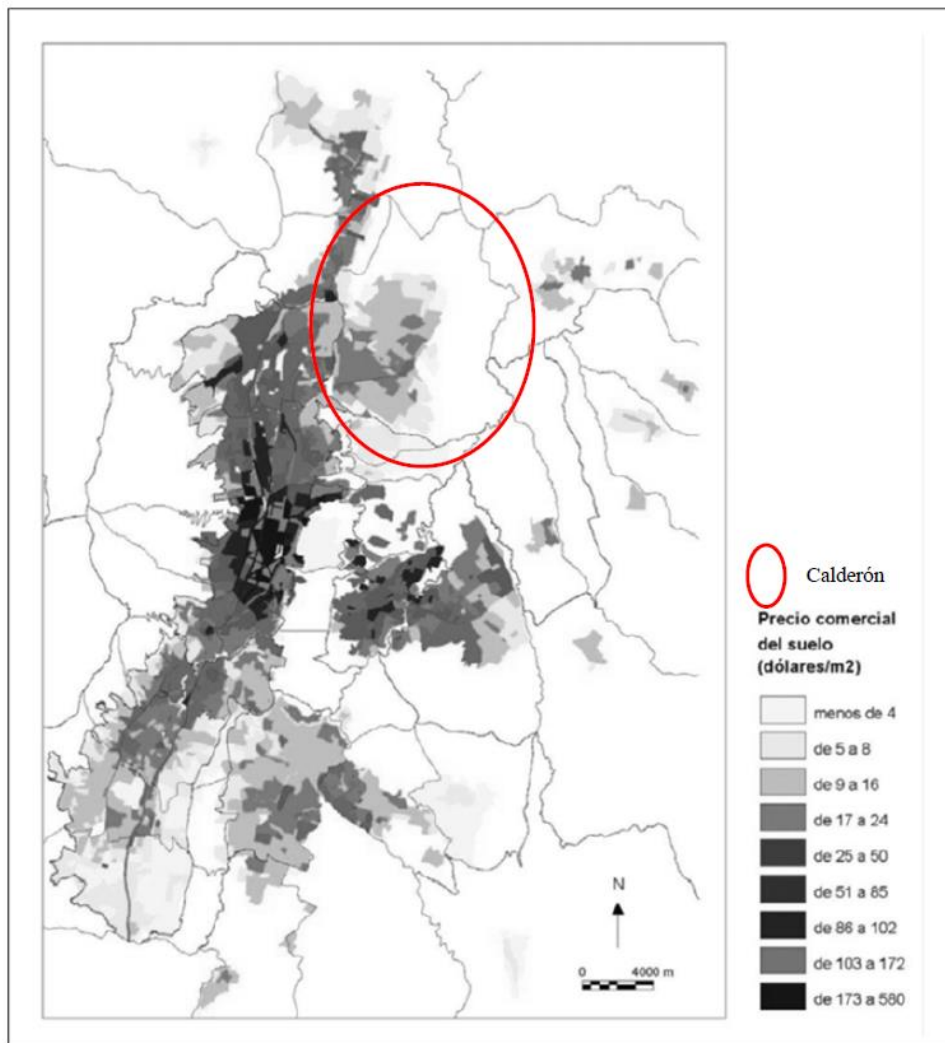 Calderón
Precio comercial
del suelo
(dólares/m2)
menos de 4
de 5 a 8
de 9 a 16
de 17 a 24
de 25 a 50
de 51 a 85
de 86 a 102
de 103 a 172
de 173 a 580
N
0 4000 m